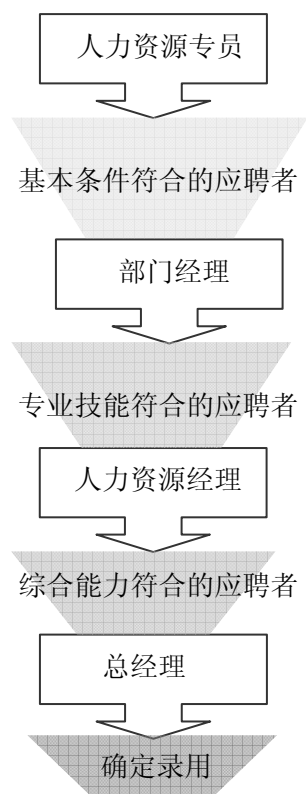 人力资源专员
基本条件符合的应聘者
部门经理
专业技能符合的应聘者
人力资源经理
综合能力符合的应聘者
总经理
确定录用